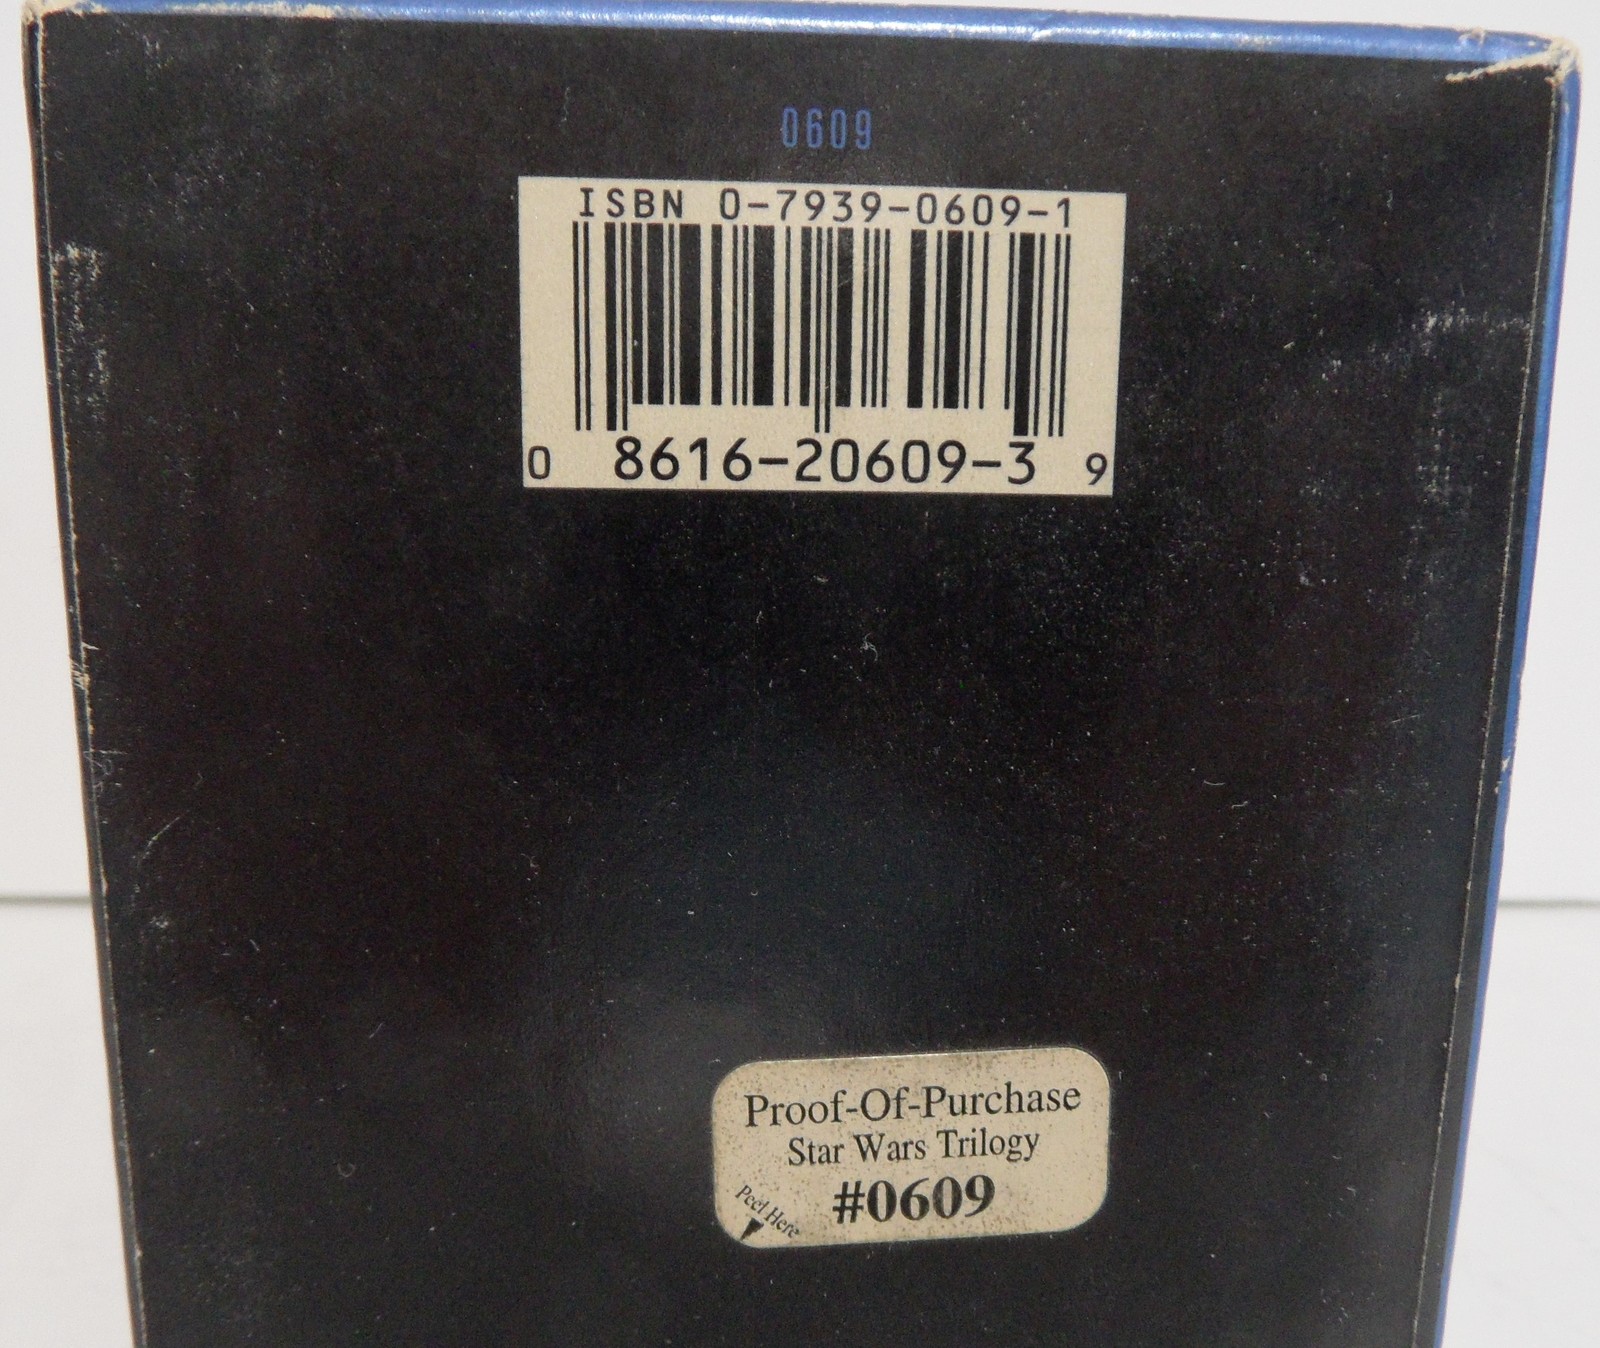 0609
ISBN 0-7939-0609-1
0 8616-20609-3 9
Proof-Of-Purchase
Star Wars Trilogy
#0609
Peel Here